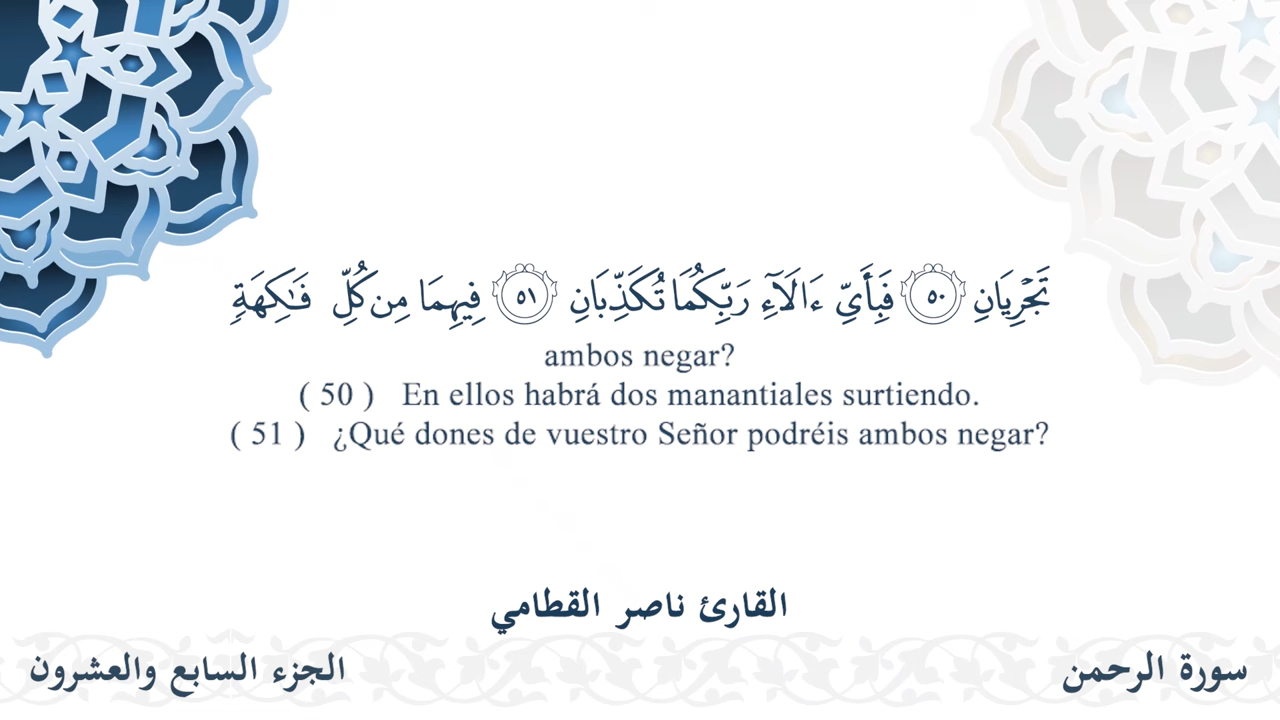 تَجۡرِيَانِ ٥٠ فَبِأَيِّ ءَالَآءِ رَبِّكُمَا تُكَذِّبَانِ ٥١ فِيهِمَا مِن كُلِّ فَٰكِهَةٖ
ambos negar?
( 50 ) En ellos habrá dos manantiales surtiendo.
( 51 ) ¿Qué dones de vuestro Señor podréis ambos negar?
القارئ ناصر القطامي
سورة الرحمن
الجزء السابع والعشرون